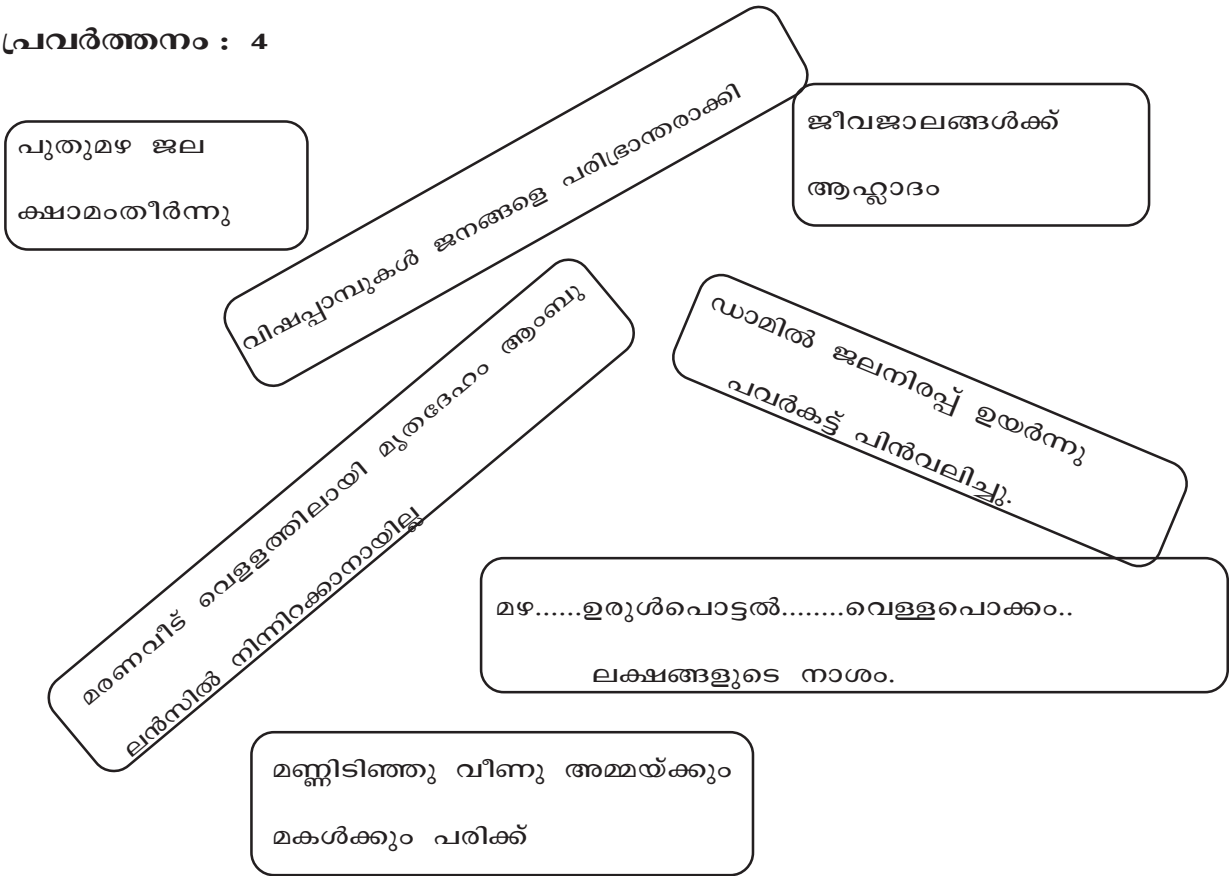 പ്രവർത്തനം : 4
പുതുമഴ ജല
ക്ഷാമംതീർന്നു
വിഷപ്പാമ്പുകൾ ജനങ്ങളെ പരിഭ്രാന്തരാക്കി
ജീവജാലങ്ങൾക്ക്
ആഹ്ലാദം
മരണവീട് വെള്ളത്തിലായി മൃതദേഹം ആംബു
ലൻസിൽ നിന്നിറക്കാനായില്ല
ഡാമിൽ ജലനിരപ്പ് ഉയർന്നു
പവർകട്ട് പിൻവലിച്ചു.
മഴ......ഉരുൾപൊട്ടൽ........വെള്ളപൊക്കം..
ലക്ഷങ്ങളുടെ നാശം.
മണ്ണിടിഞ്ഞു വീണു അമ്മയ്ക്കും
മകൾക്കും പരിക്ക്